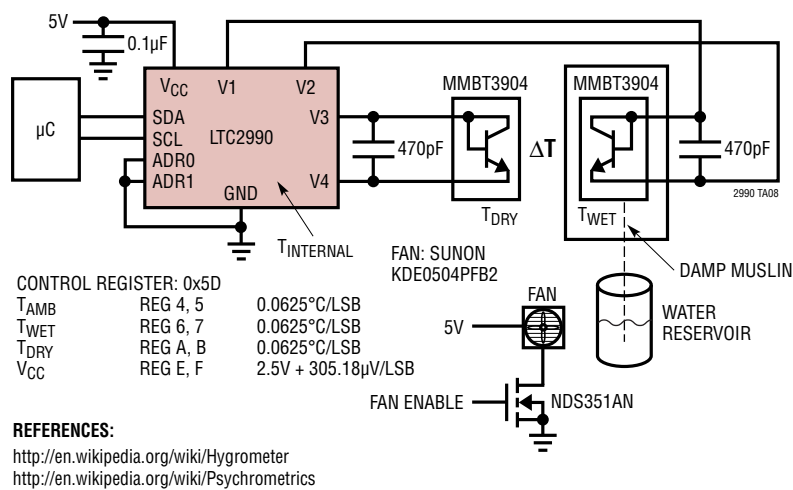 5V
0.1µF
VCC
V1
V2
MMBT3904
MMBT3904
µC
SDA
SCL
LTC2990
V3
ADR0
470pF
ΔT
470pF
ADR1
V4
GND
2990 TA08
TDRY
TWET
TINTERNAL
FAN: SUNON
KDE0504PFB2
DAMP MUSLIN
CONTROL REGISTER: 0x5D
TAMB REG 4, 5 0.0625°C/LSB
TWET REG 6, 7 0.0625°C/LSB
TDRY REG A, B 0.0625°C/LSB
VCC REG E, F 2.5V + 305.18µV/LSB
FAN
5V
WATER
RESERVOIR
FAN ENABLE
NDS351AN
REFERENCES:
http://en.wikipedia.org/wiki/Hygrometer
http://en.wikipedia.org/wiki/Psychrometrics